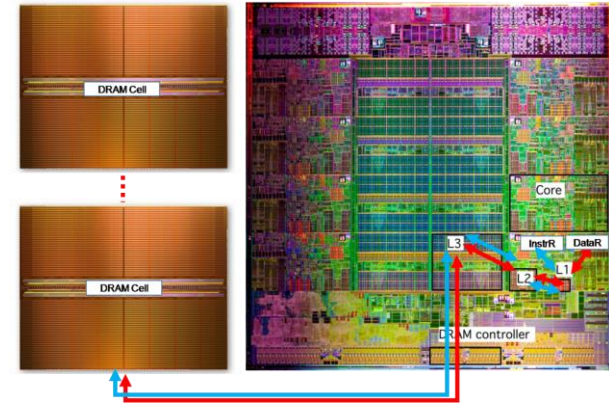 DRAM Cell
DRAM Cell
Core
L3
InstrR
DataR
L2
L1
DRAM controller